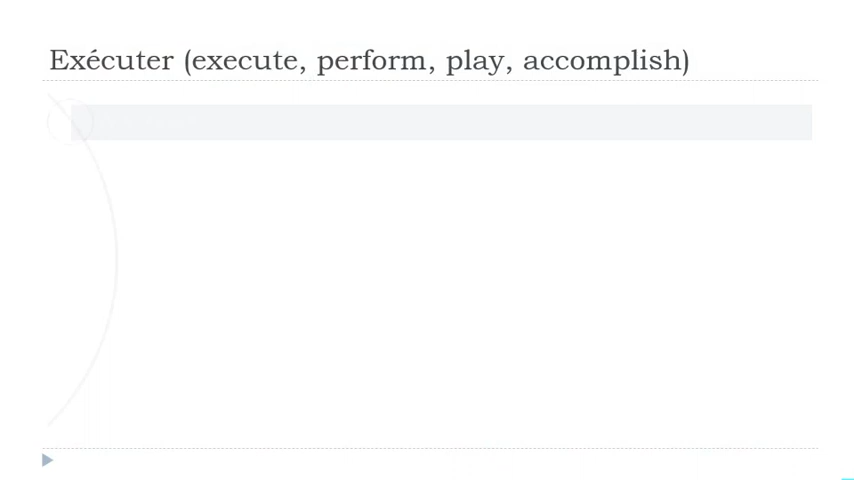 Exécuter (execute, perform, play, accomplish)